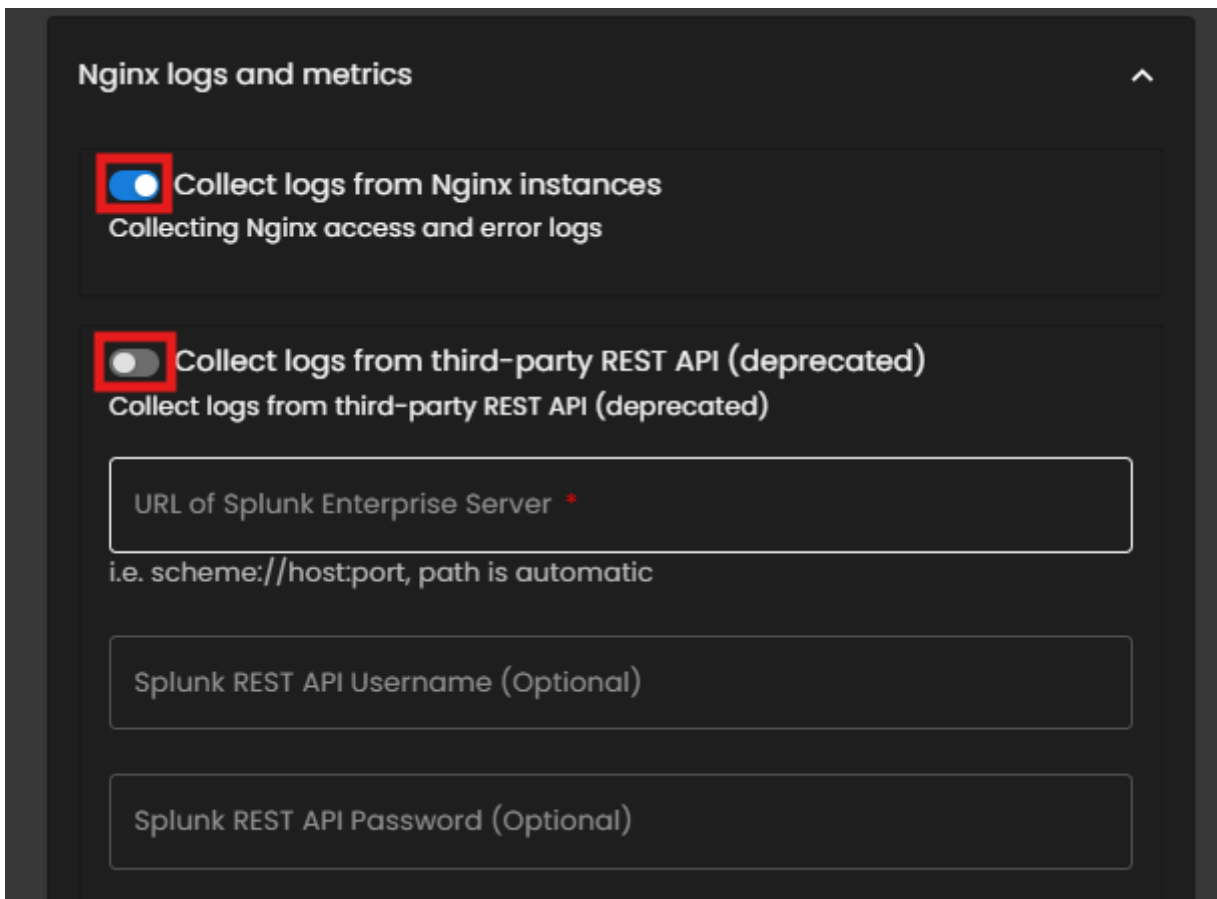 Nginx logs and metrics
Collect logs from Nginx instances
Collecting Nginx access and error logs
Collect logs from third-party REST API (deprecated)
Collect logs from third-party REST API (deprecated)
URL of Splunk Enterprise Server *
i.e. scheme://host:port, path is automatic
Splunk REST API Username (Optional)
Splunk REST API Password (Optional)